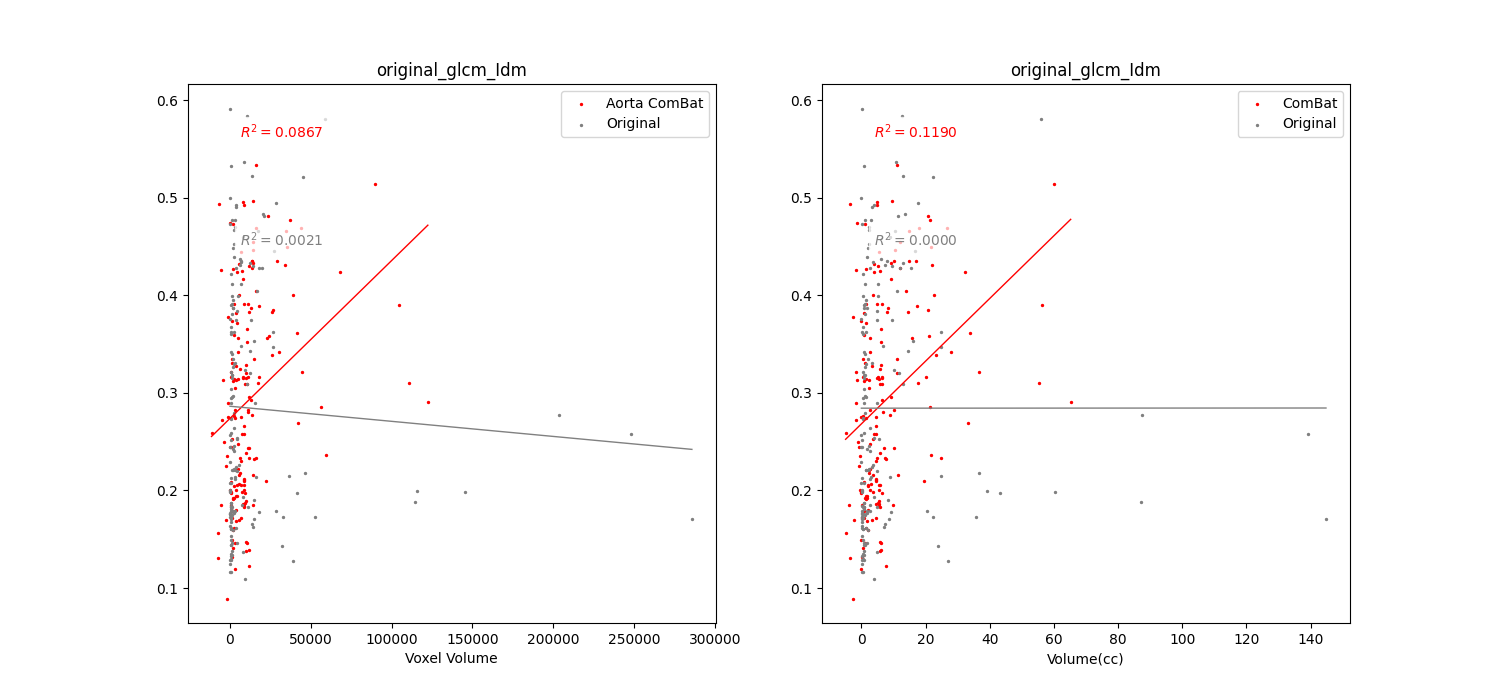 original_glcm_Idm
0.6
0.5
0.4
0.3
0.2
0.1
Aorta ComBat
Original
R² = 0.0867
R² = 0.0021
0 50000 100000 150000 200000 250000 300000
Voxel Volume
original_glcm_Idm
0.6
0.5
0.4
0.3
0.2
0.1
ComBat
Original
R² = 0.1190
R² = 0.0000
0 20 40 60 80 100 120 140
Volume(cc)